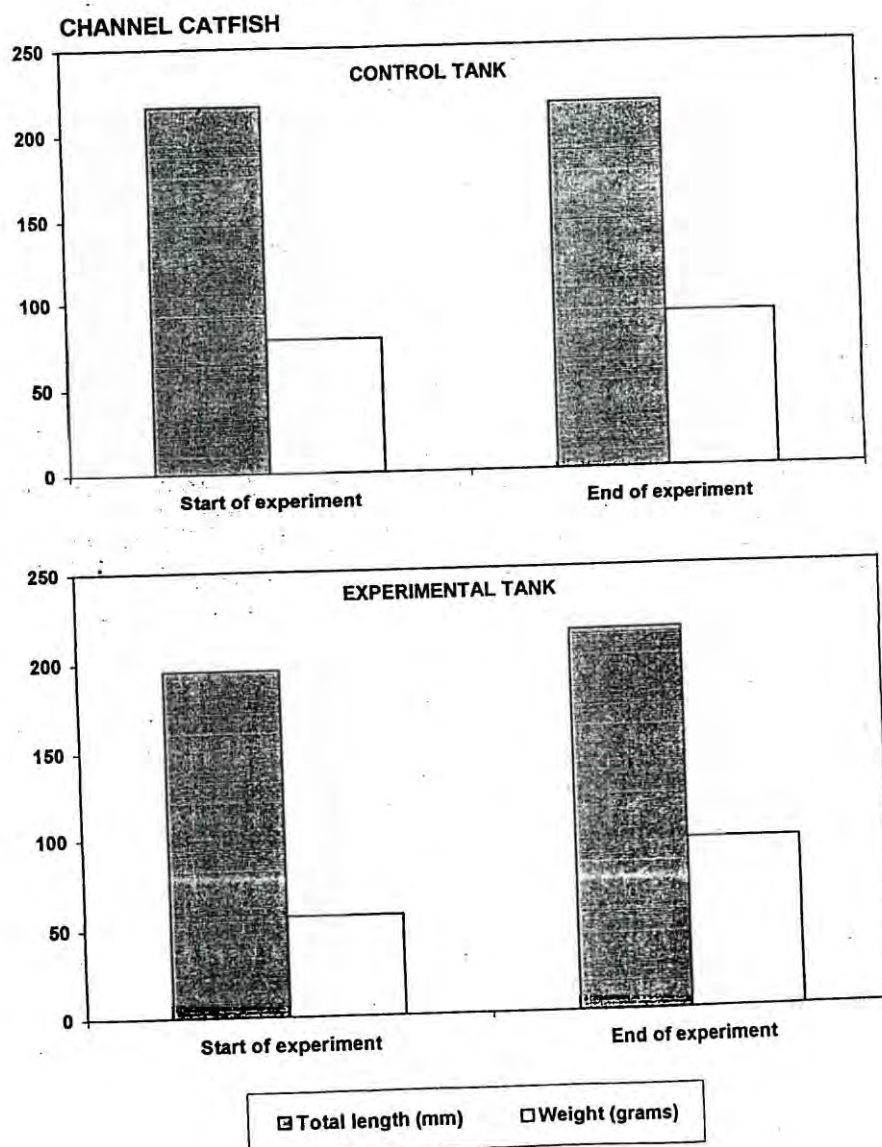 CHANNEL CATFISH
CONTROL TANK
250
200
150
100
50
0
Start of experiment End of experiment
EXPERIMENTAL TANK
250
200
150
100
50
0
Start of experiment End of experiment
Total length (mm) Weight (grams)